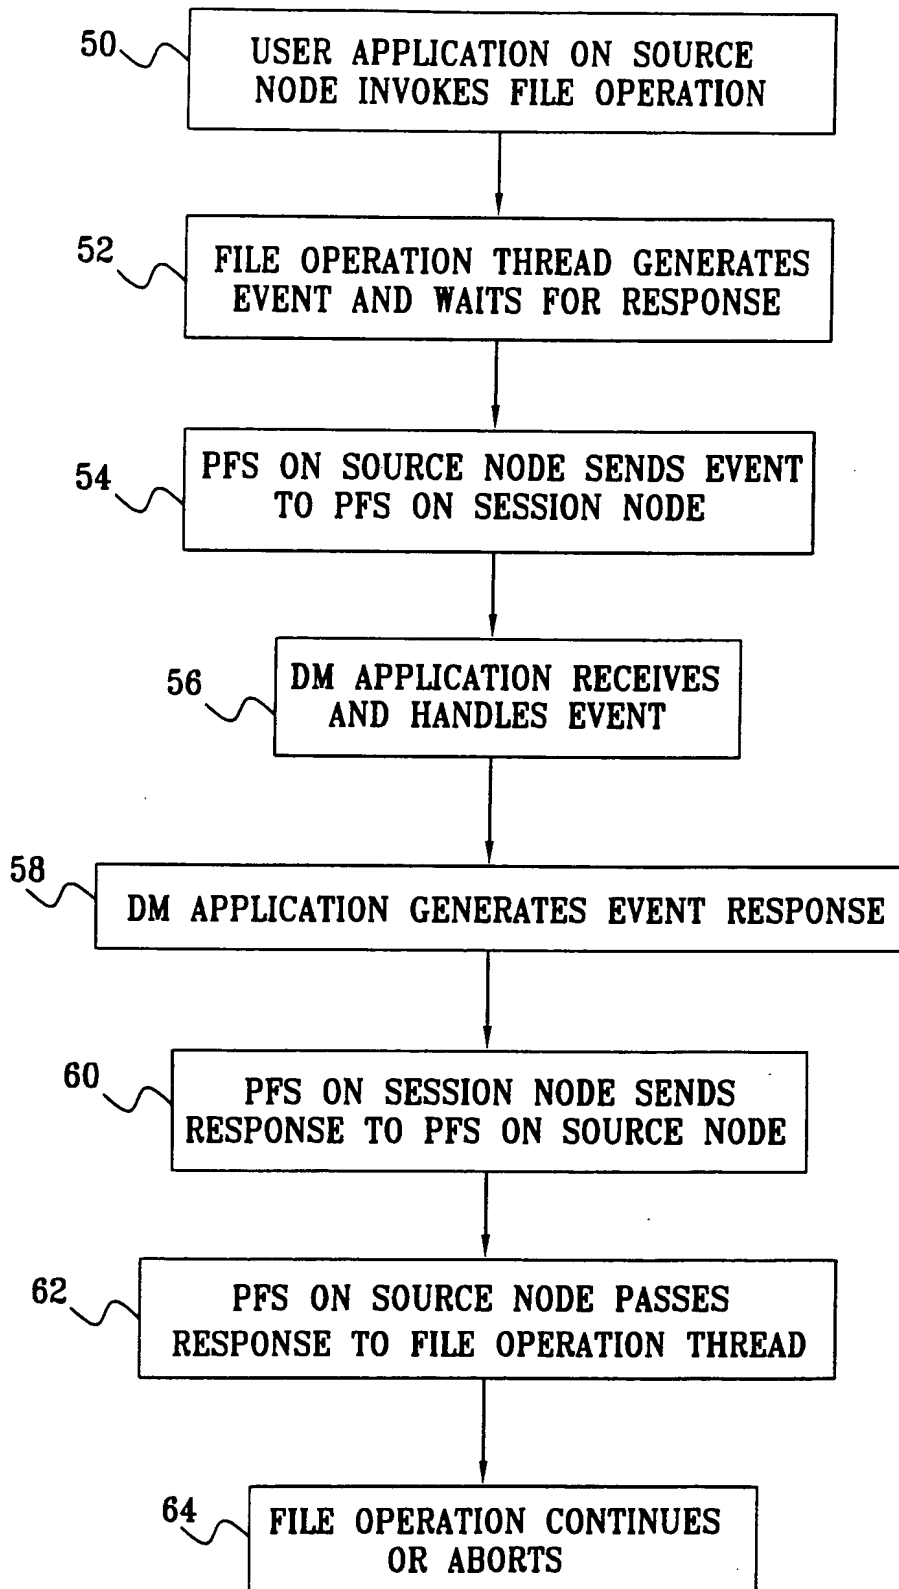 50
USER APPLICATION ON SOURCE
NODE INVOKES FILE OPERATION
52
FILE OPERATION THREAD GENERATES
EVENT AND WAITS FOR RESPONSE
54
PFS ON SOURCE NODE SENDS EVENT
TO PFS ON SESSION NODE
56
DM APPLICATION RECEIVES
AND HANDLES EVENT
58
DM APPLICATION GENERATES EVENT RESPONSE
60
PFS ON SESSION NODE SENDS
RESPONSE TO PFS ON SOURCE NODE
62
PFS ON SOURCE NODE PASSES
RESPONSE TO FILE OPERATION THREAD
64
FILE OPERATION CONTINUES
OR ABORTS